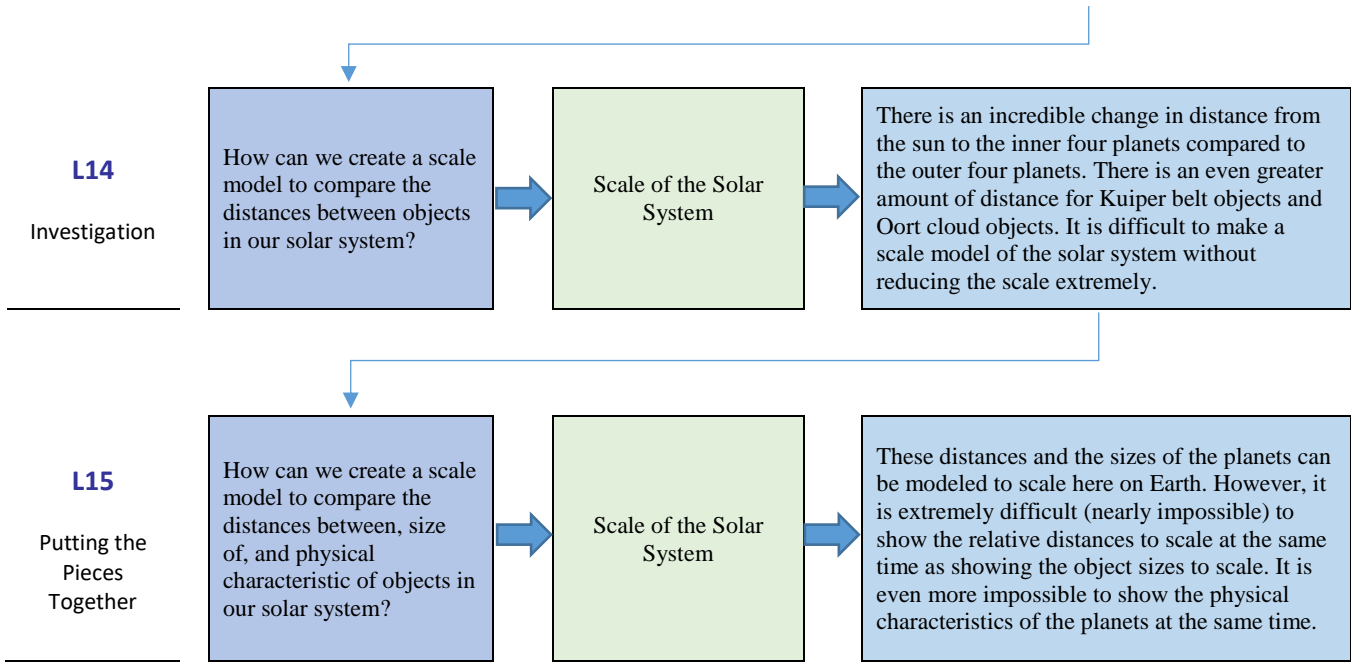 L14
Investigation
How can we create a scale
model to compare the
distances between objects
in our solar system?
Scale of the Solar
System
There is an incredible change in distance from
the sun to the inner four planets compared to
the outer four planets. There is an even greater
amount of distance for Kuiper belt objects and
Oort cloud objects. It is difficult to make a
scale model of the solar system without
reducing the scale extremely.
L15
Putting the
Pieces
Together
How can we create a scale
model to compare the
distances between, size
of, and physical
characteristic of objects in
our solar system?
Scale of the Solar
System
These distances and the sizes of the planets can
be modeled to scale here on Earth. However, it
is extremely difficult (nearly impossible) to
show the relative distances to scale at the same
time as showing the object sizes to scale. It is
even more impossible to show the physical
characteristics of the planets at the same time.